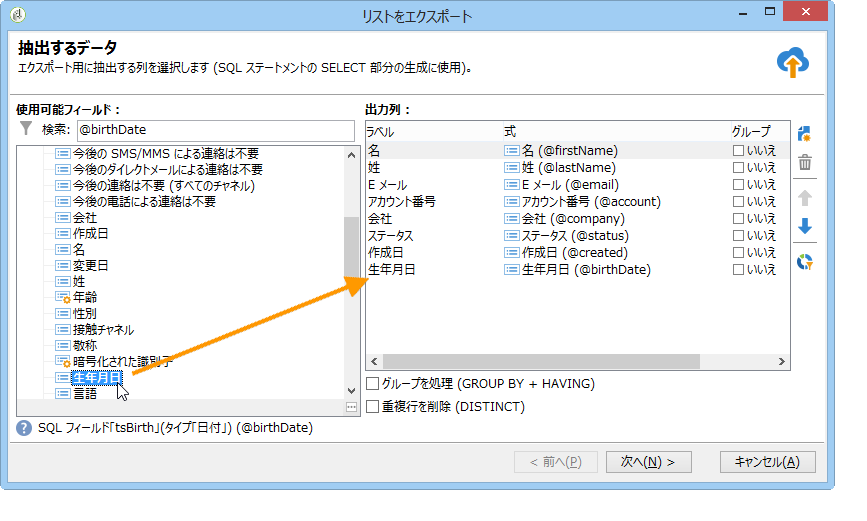 リストをエクスポート
抽出するデータ
エクスポート用に抽出する列を選択します (SQL ステートメントの SELECT 部分の生成に使用)。
使用可能フィールド：
検索: @birthDate
今後の SMS/MMS による連絡は不要
今後のダイレクトメールによる連絡は不要
今後の連絡は不要 (すべてのチャネル)
今後の電話による連絡は不要
会社
作成日
名
変更日
姓
年齢
性別
接触チャネル
敬称
暗号化された識別子
生年月日
言語
SQL フィールド「tsBirth」(タイプ「日付」) (@birthDate)
出力列：
ラベル 式 グループ
名 名 (@firstName) いいえ
姓 姓 (@lastName) いいえ
E メール E メール (@email) いいえ
アカウント番号 アカウント番号 (@account) いいえ
会社 会社 (@company) いいえ
ステータス ステータス (@status) いいえ
作成日 作成日 (@created) いいえ
生年月日 生年月日 (@birthDate) いいえ
グループを処理 (GROUP BY + HAVING)
重複行を削除 (DISTINCT)
< 前へ(P) 次へ(N) > キャンセル(A)